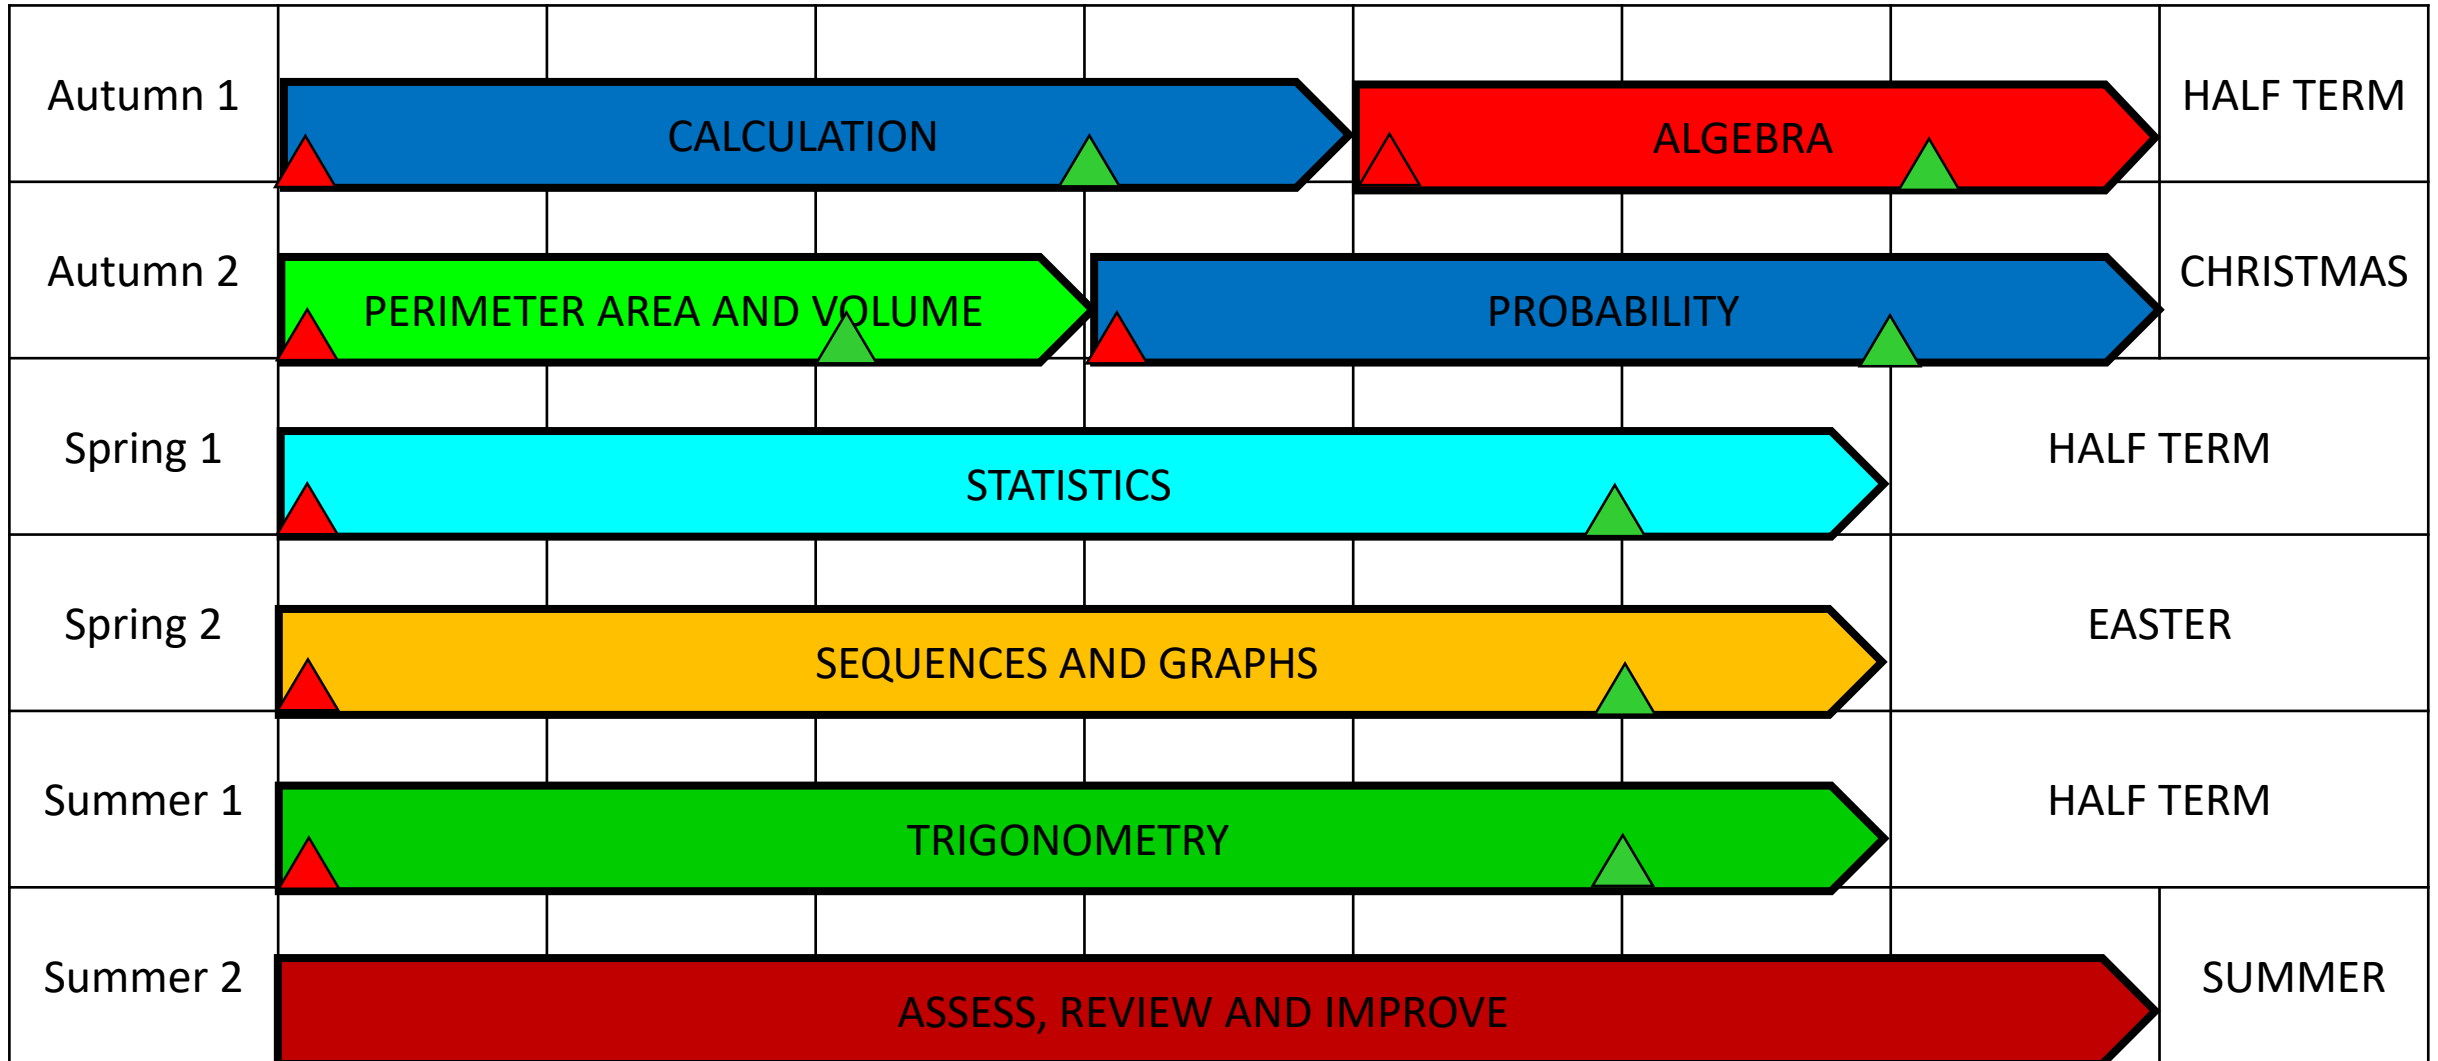 Autumn 1
CALCULATION
ALGEBRA
HALF TERM
Autumn 2
PERIMETER AREA AND VOLUME
PROBABILITY
CHRISTMAS
Spring 1
STATISTICS
HALF TERM
Spring 2
SEQUENCES AND GRAPHS
EASTER
Summer 1
TRIGONOMETRY
HALF TERM
Summer 2
ASSESS, REVIEW AND IMPROVE
SUMMER